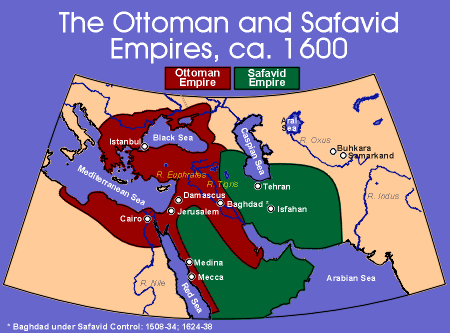 The Ottoman and Safavid
Empires, ca. 1600
Ottoman
Empire
Safavid
Empire
Istanbul
Black Sea
Caspian Sea
Aral
Sea
R. Oxus
Buhkara
Samarkand
Mediterranean Sea
R. Euphrates
R. Tigris
Tehran
Damascus
Baghdad *
Isfahan
R. Indus
Cairo
Jerusalem
Medina
Mecca
Arabian Sea
R. Nile
Red Sea
* Baghdad under Safavid Control: 1508-34; 1624-38